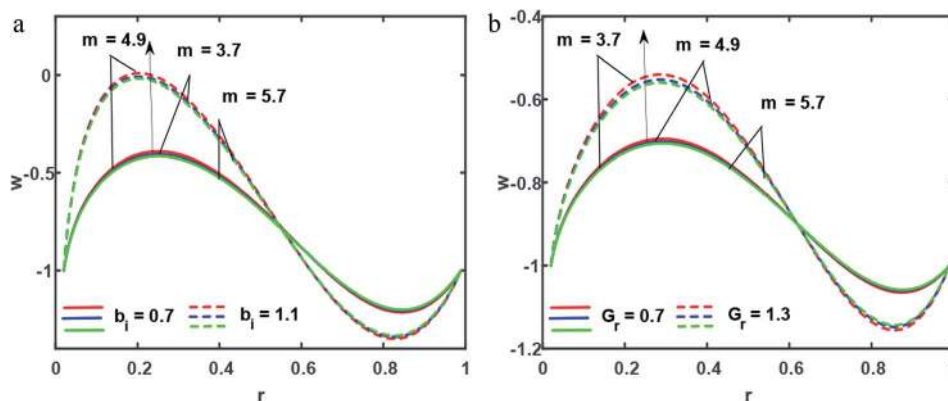 a
m = 4.9
m = 3.7
m = 5.7
0
-0.5
-1
w
b_i = 0.7
b_i = 1.1
0
0.2
0.4
0.6
0.8
1
r
b
-0.4
m = 3.7
m = 4.9
m = 5.7
-0.6
-0.8
-1
-1.2
w
G_r = 0.7
G_r = 1.3
0
0.2
0.4
0.6
0.8
r